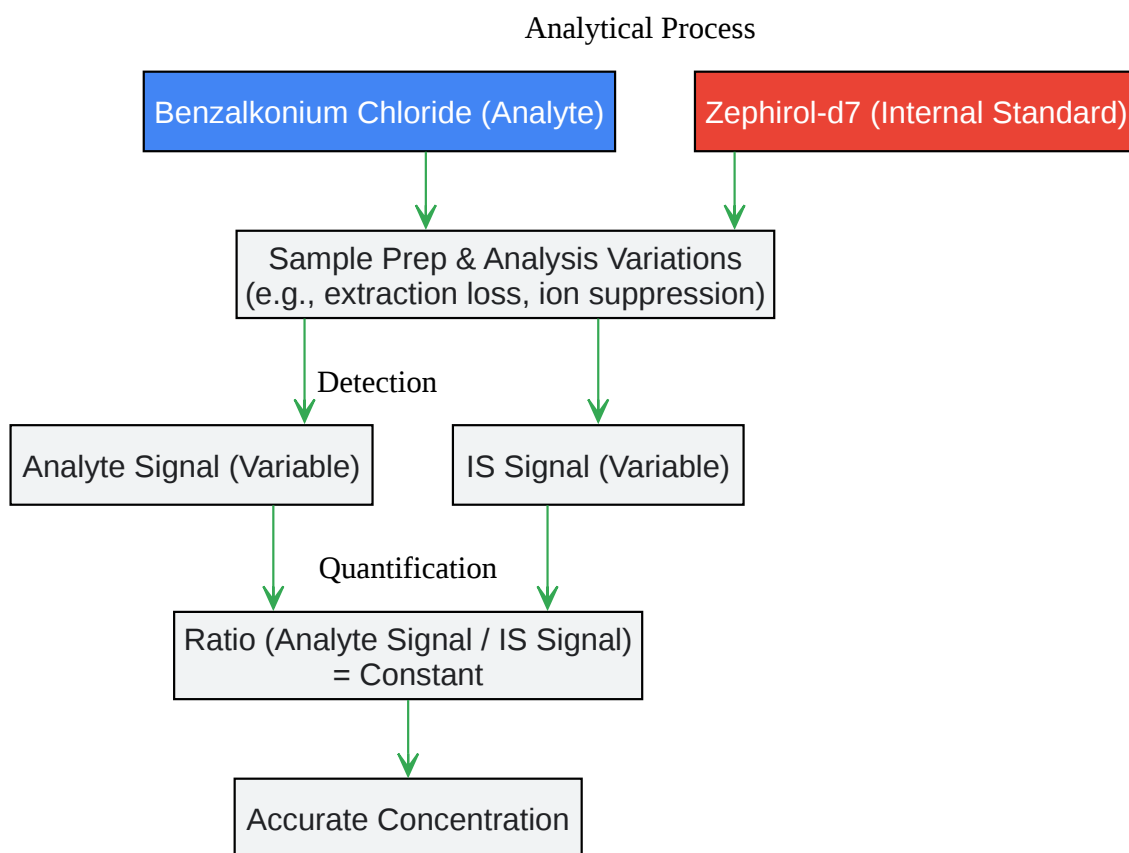 Analytical Process
Benzalkonium Chloride (Analyte)
Zephirol-d7 (Internal Standard)
Sample Prep & Analysis Variations
(e.g., extraction loss, ion suppression)
Detection
Analyte Signal (Variable)
IS Signal (Variable)
Quantification
Ratio (Analyte Signal / IS Signal)
= Constant
Accurate Concentration